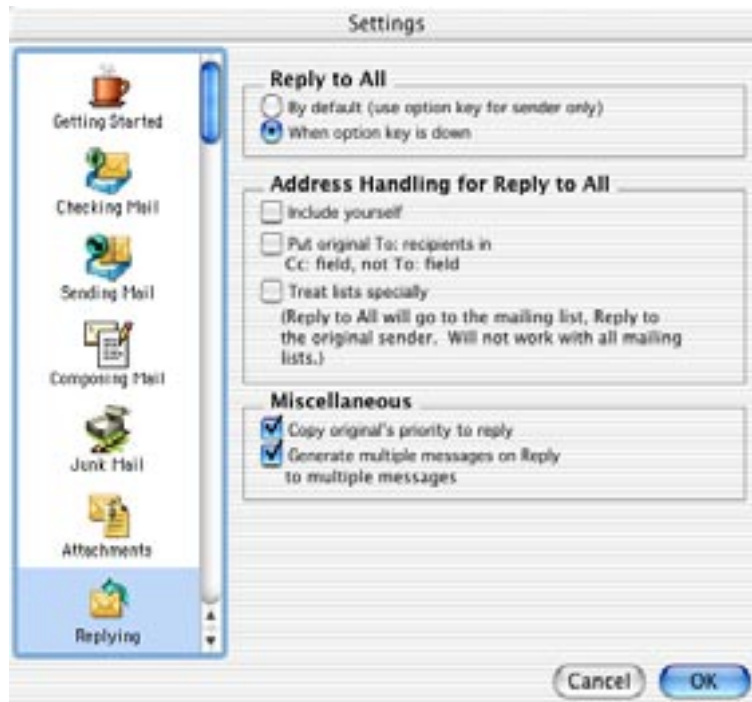 Settings
Getting Started
Checking Mail
Sending Mail
Composing Mail
Junk Mail
Attachments
Replying
Reply to All
By default (use option key for sender only)
When option key is down
Address Handling for Reply to All
Include yourself
Put original To: recipients in
Cc: field, not To: field
Treat lists specially
(Reply to All will go to the mailing list, Reply to
the original sender. Will not work with all mailing
lists.)
Miscellaneous
Copy original's priority to reply
Generate multiple messages on Reply
to multiple messages
Cancel
OK